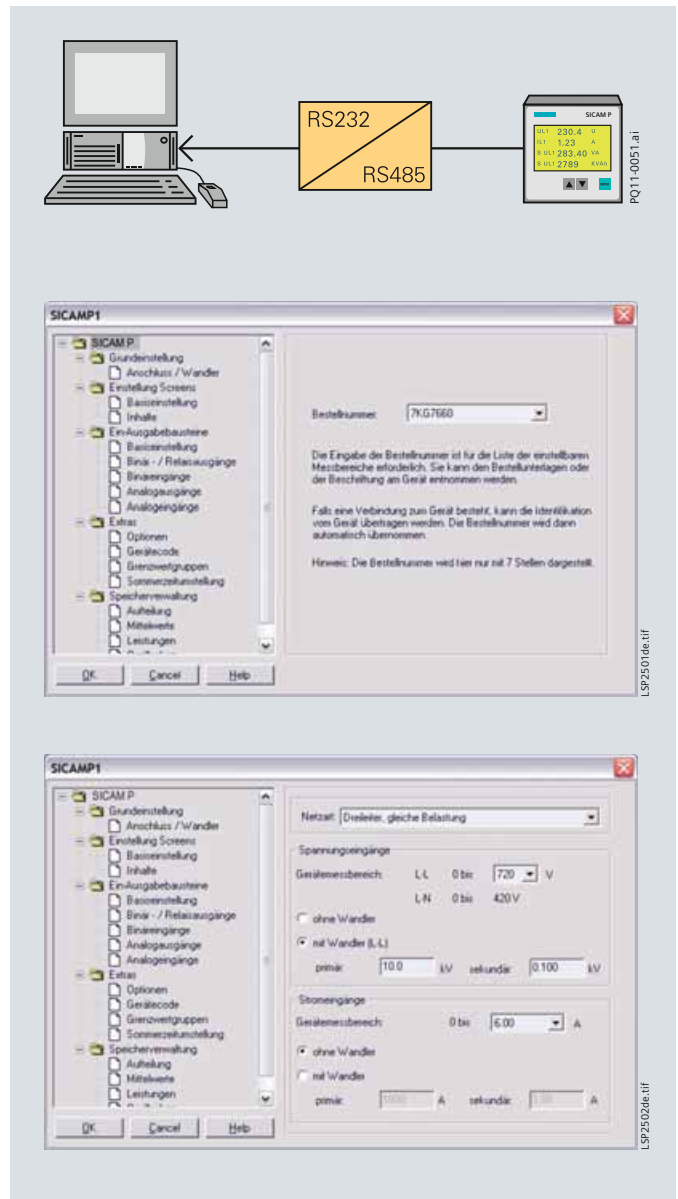 RS232
RS485
SICAM P
UL1 230.4 U
IL1 1.23 A
S UL1 283.40 VA
S UL1 2789 KVAh
PQ11-0051.ai
SICAMP1
SICAM P
Grundeinstellung
Anschluss / Wandler
Einstellung Screens
Basiseinstellung
Inhalte
Ein-Ausgabebausteine
Basiseinstellung
Binär- / Relaisausgänge
Binäreingänge
Analogausgänge
Analogeingänge
Extras
Optionen
Gerätecode
Grenzwertgruppen
Sommerzeitumstellung
Speicherverwaltung
Aufteilung
Mittelwerte
Leistungen
Bestellnummer: 7KG7660
Die Eingabe der Bestellnummer ist für die Liste der einstellbaren
Messbereiche erforderlich. Sie kann den Bestellunterlagen oder
der Beschriftung am Gerät entnommen werden.
Falls eine Verbindung zum Gerät besteht, kann die Identifikation
vom Gerät übertragen werden. Die Bestellnummer wird dann
automatisch übernommen.
Hinweis: Die Bestellnummer wird hier nur mit 7 Stellen dargestellt.
OK Cancel Help
LSP2501de.tif
SICAMP1
SICAM P
Grundeinstellung
Anschluss / Wandler
Einstellung Screens
Basiseinstellung
Inhalte
Ein-Ausgabebausteine
Basiseinstellung
Binär- / Relaisausgänge
Binäreingänge
Analogausgänge
Analogeingänge
Extras
Optionen
Gerätecode
Grenzwertgruppen
Sommerzeitumstellung
Speicherverwaltung
Aufteilung
Mittelwerte
Leistungen
Netzart: Dreileiter, gleiche Belastung
Spannungseingänge
Gerätemessbereich: L-L 0 bis 720 V
L-N 0 bis 420 V
ohne Wandler
mit Wandler (L-L)
primär: 10.0 kV sekundär: 0.100 kV
Stromeingänge
Gerätemessbereich: 0 bis 6.00 A
ohne Wandler
mit Wandler
primär: A sekundär: A
OK Cancel Help
LSP2502de.tif